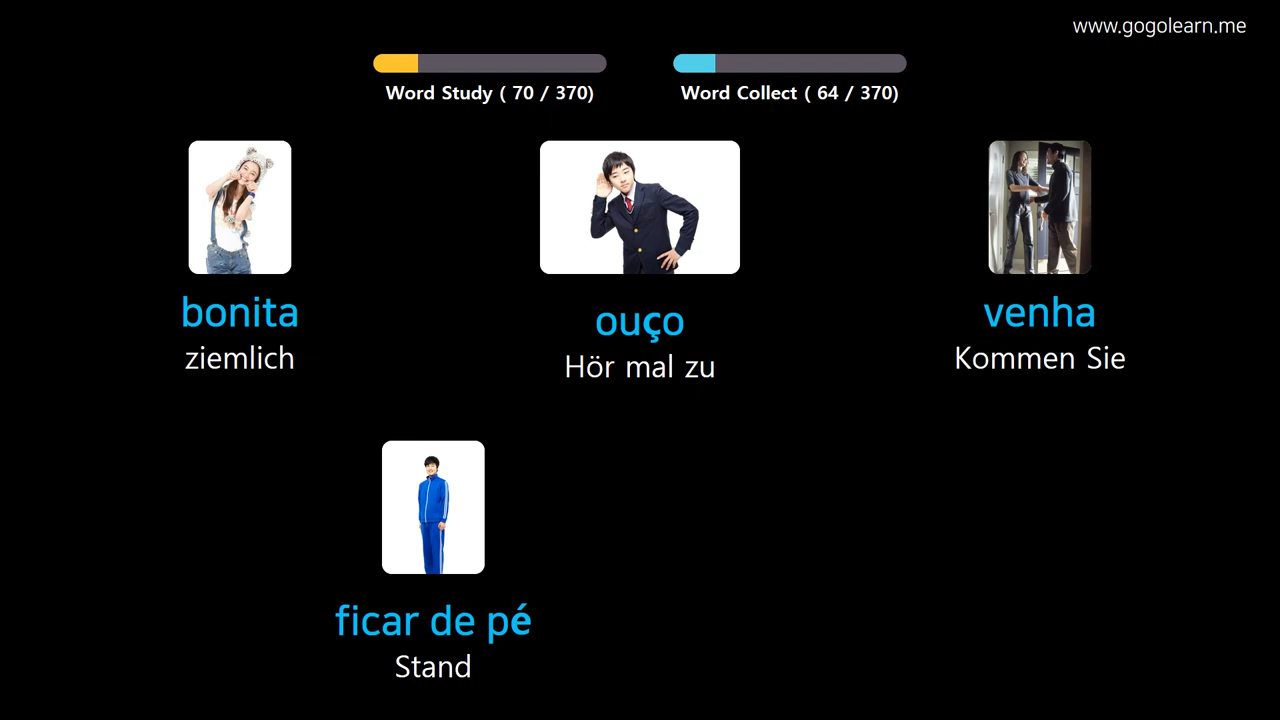 www.gogolearn.me
Word Study ( 70 / 370)
Word Collect ( 64 / 370)
bonita
ziemlich
ouço
Hör mal zu
venha
Kommen Sie
ficar de pé
Stand